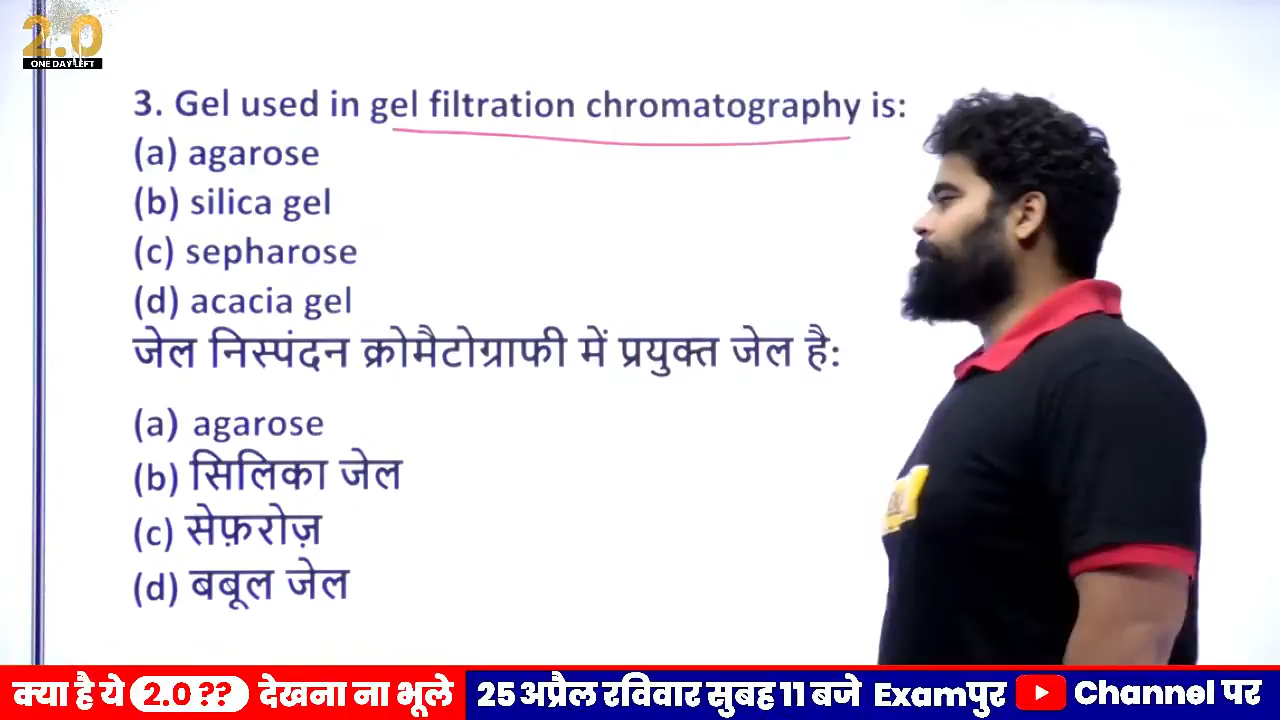 2.0
ONE DAY LEFT
3. Gel used in gel filtration chromatography is:
(a) agarose
(b) silica gel
(c) sepharose
(d) acacia gel
जेल निस्पंदन क्रोमैटोग्राफी में प्रयुक्त जेल है:
(a) agarose
(b) सिलिका जेल
(c) सेफ़रोज़
(d) बबूल जेल
क्या है ये 2.0 ?? देखना ना भूले 25 अप्रैल रविवार सुबह 11 बजे Examपुर Channel पर